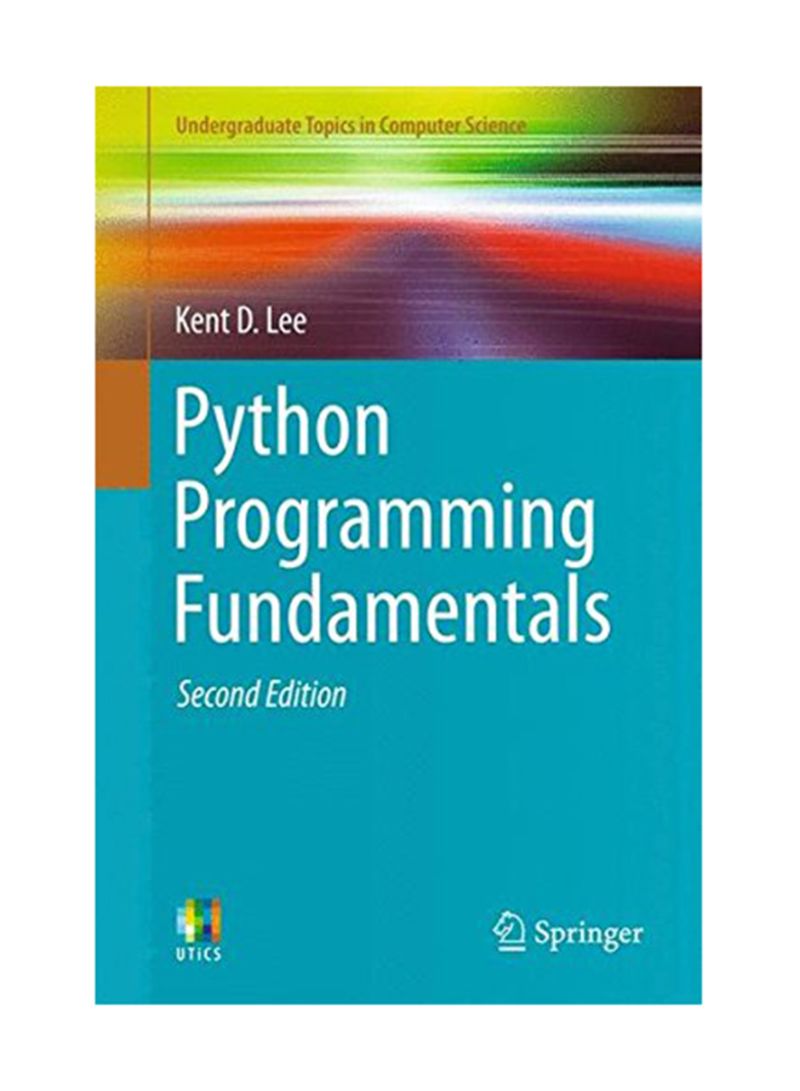 Undergraduate Topics in Computer Science
Kent D. Lee
Python
Programming
Fundamentals
Second Edition
UTiCS
Springer